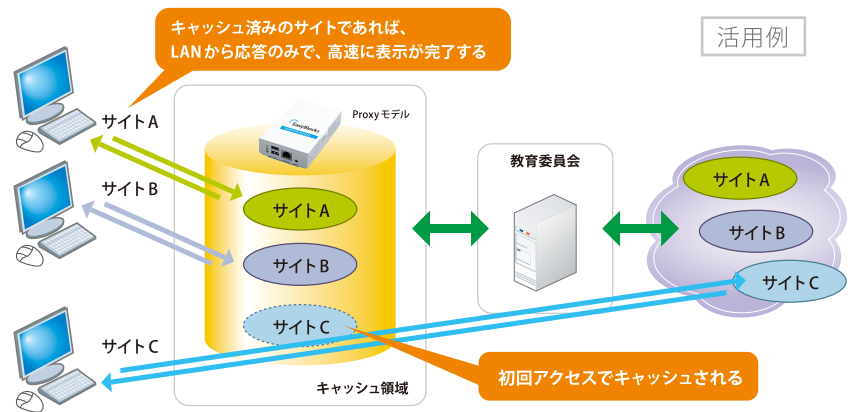 キャッシュ済みのサイトであれば、
LANから応答のみで、高速に表示が完了する
活用例
サイトA
Proxyモデル
EasyBlocks
サイトB
サイトA
サイトB
サイトC
キャッシュ領域
教育委員会
サイトA
サイトB
サイトC
サイトC
初回アクセスでキャッシュされる